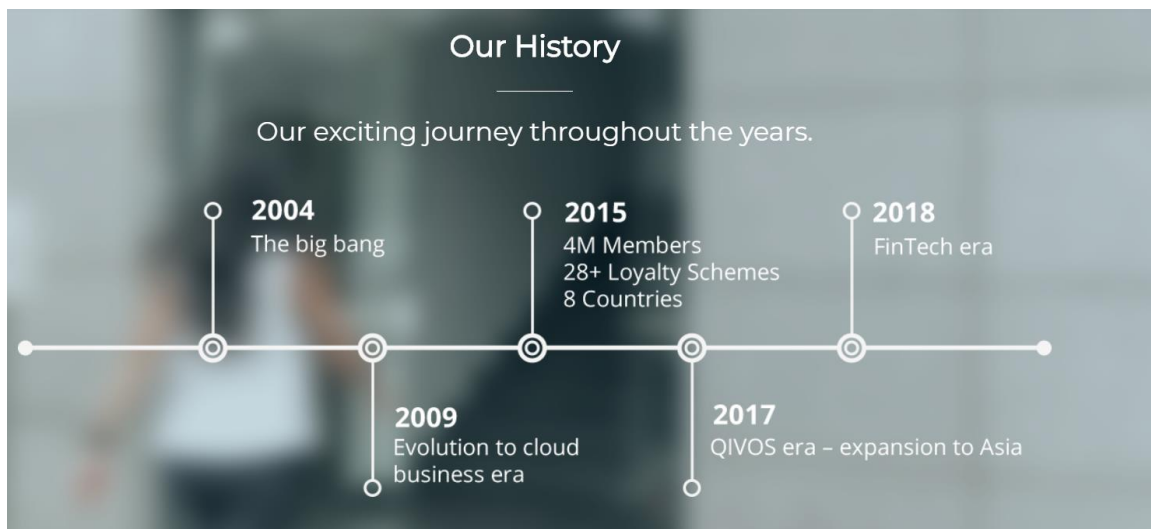 Our History
Our exciting journey throughout the years.
2004
The big bang
2009
Evolution to cloud
business era
2015
4M Members
28+ Loyalty Schemes
8 Countries
2017
QIVOS era – expansion to Asia
2018
FinTech era